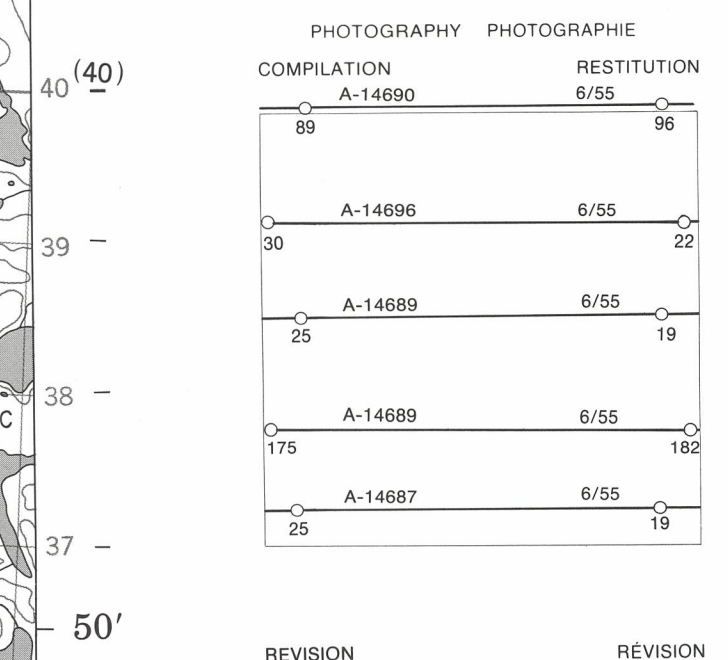 PHOTOGRAPHY PHOTOGRAPHIE
COMPILATION RESTITUTION
40 (40)
A-14690 6/55
89 96
A-14696 6/55
30 22
39
A-14689 6/55
25 19
38
C
A-14689 6/55
175 182
A-14687 6/55
25 19
37
50′
REVISION RÉVISION